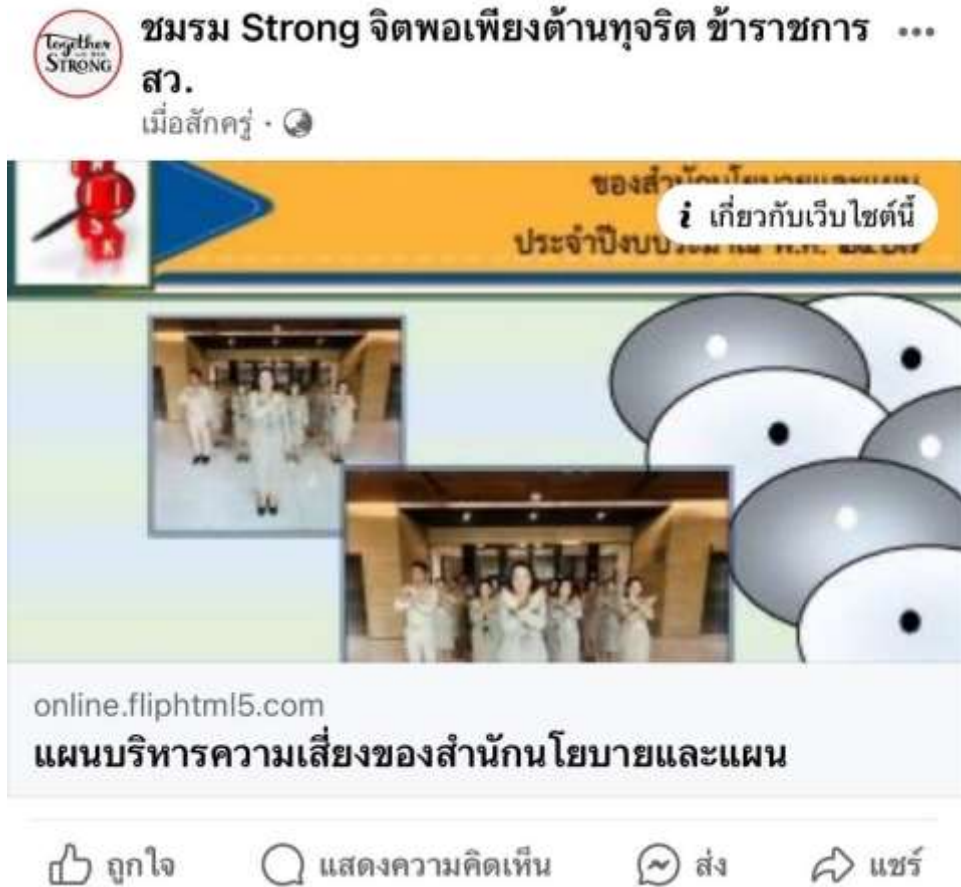 Together
STRONG
ชมรม Strong จิตพอเพียงต้านทุจริต ข้าราชการ
สว.
เมื่อสักครู่
ของสำนักนโยบายและแผน
i เกี่ยวกับเว็บไซต์นี้
ประจำปีงบประมาณ พ.ศ.
online.fliphtml5.com
แผนบริหารความเสี่ยงของสำนักนโยบายและแผน
ถูกใจ
แสดงความคิดเห็น
ส่ง
แชร์